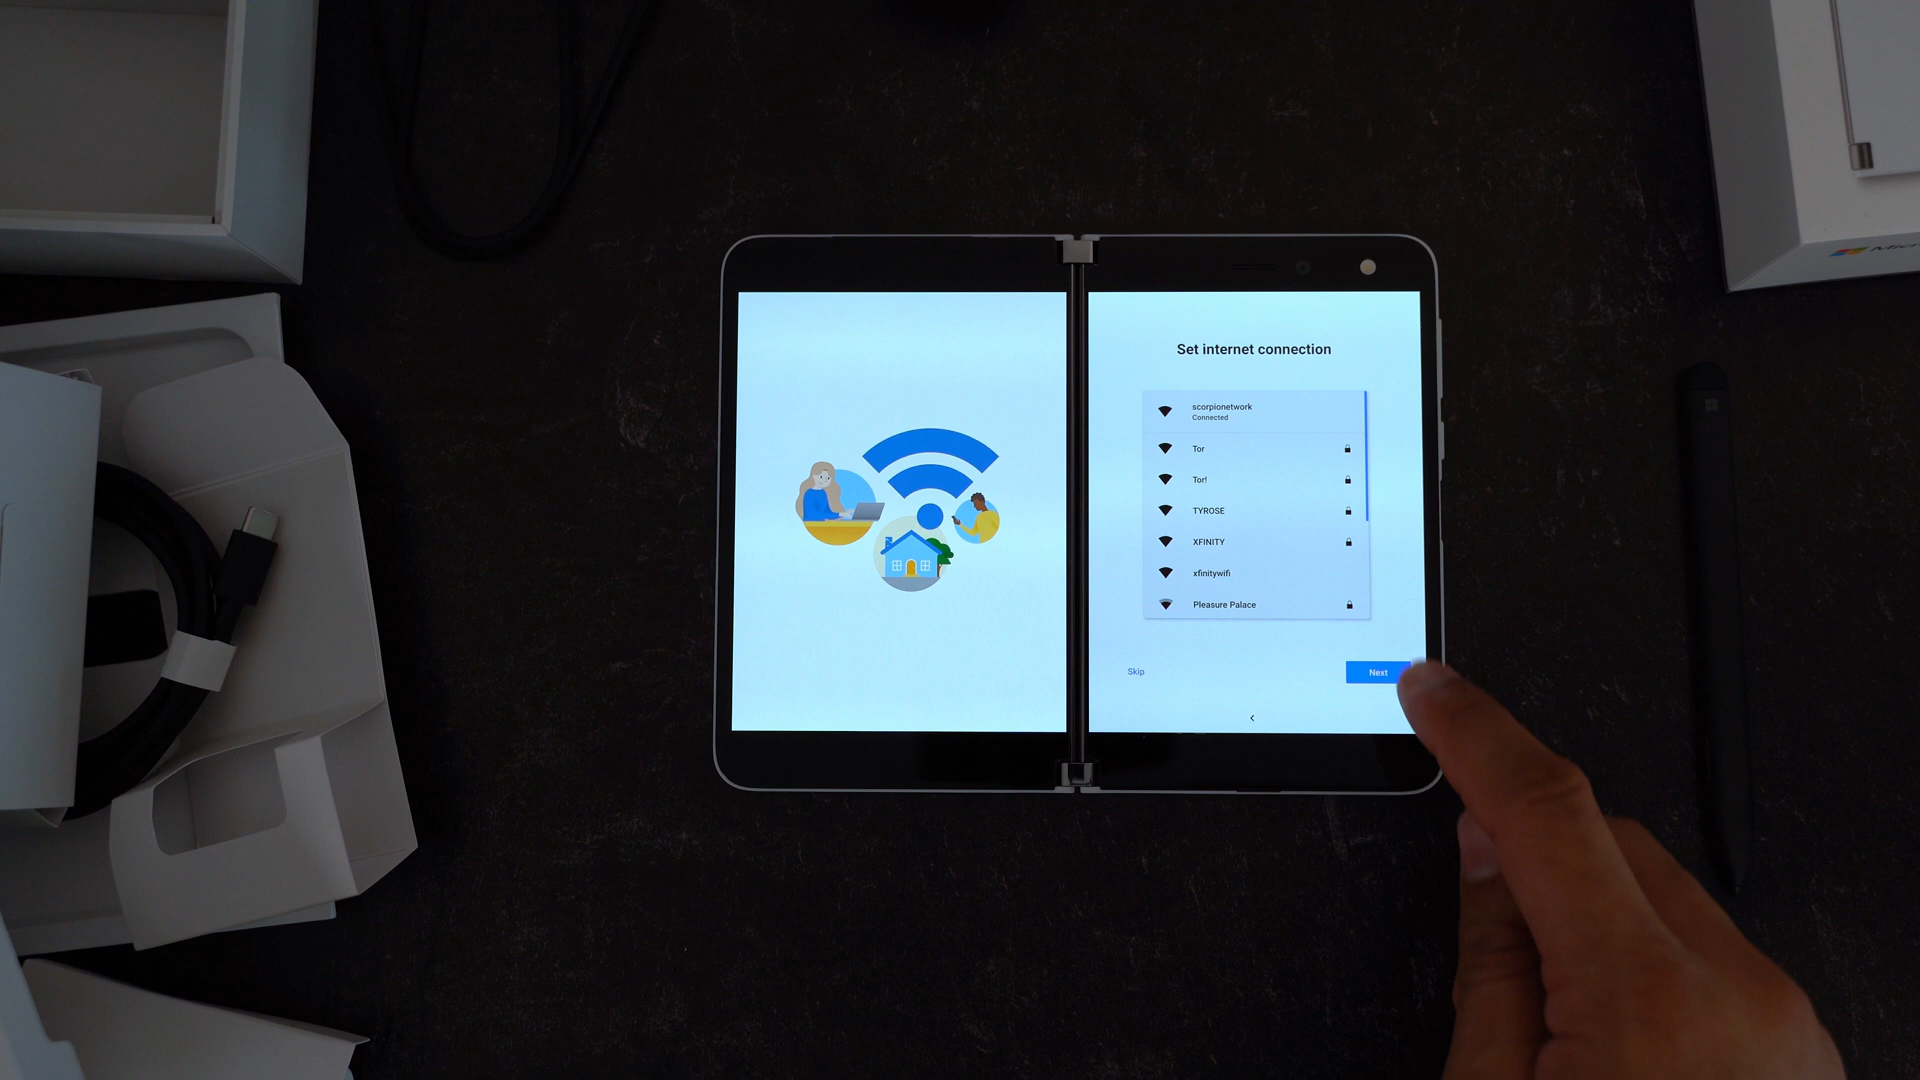 Set internet connection
scorpionetwork
Connected
Tor
Tor!
TYROSE
XFINITY
xfinitywifi
Pleasure Palace
Skip
Next